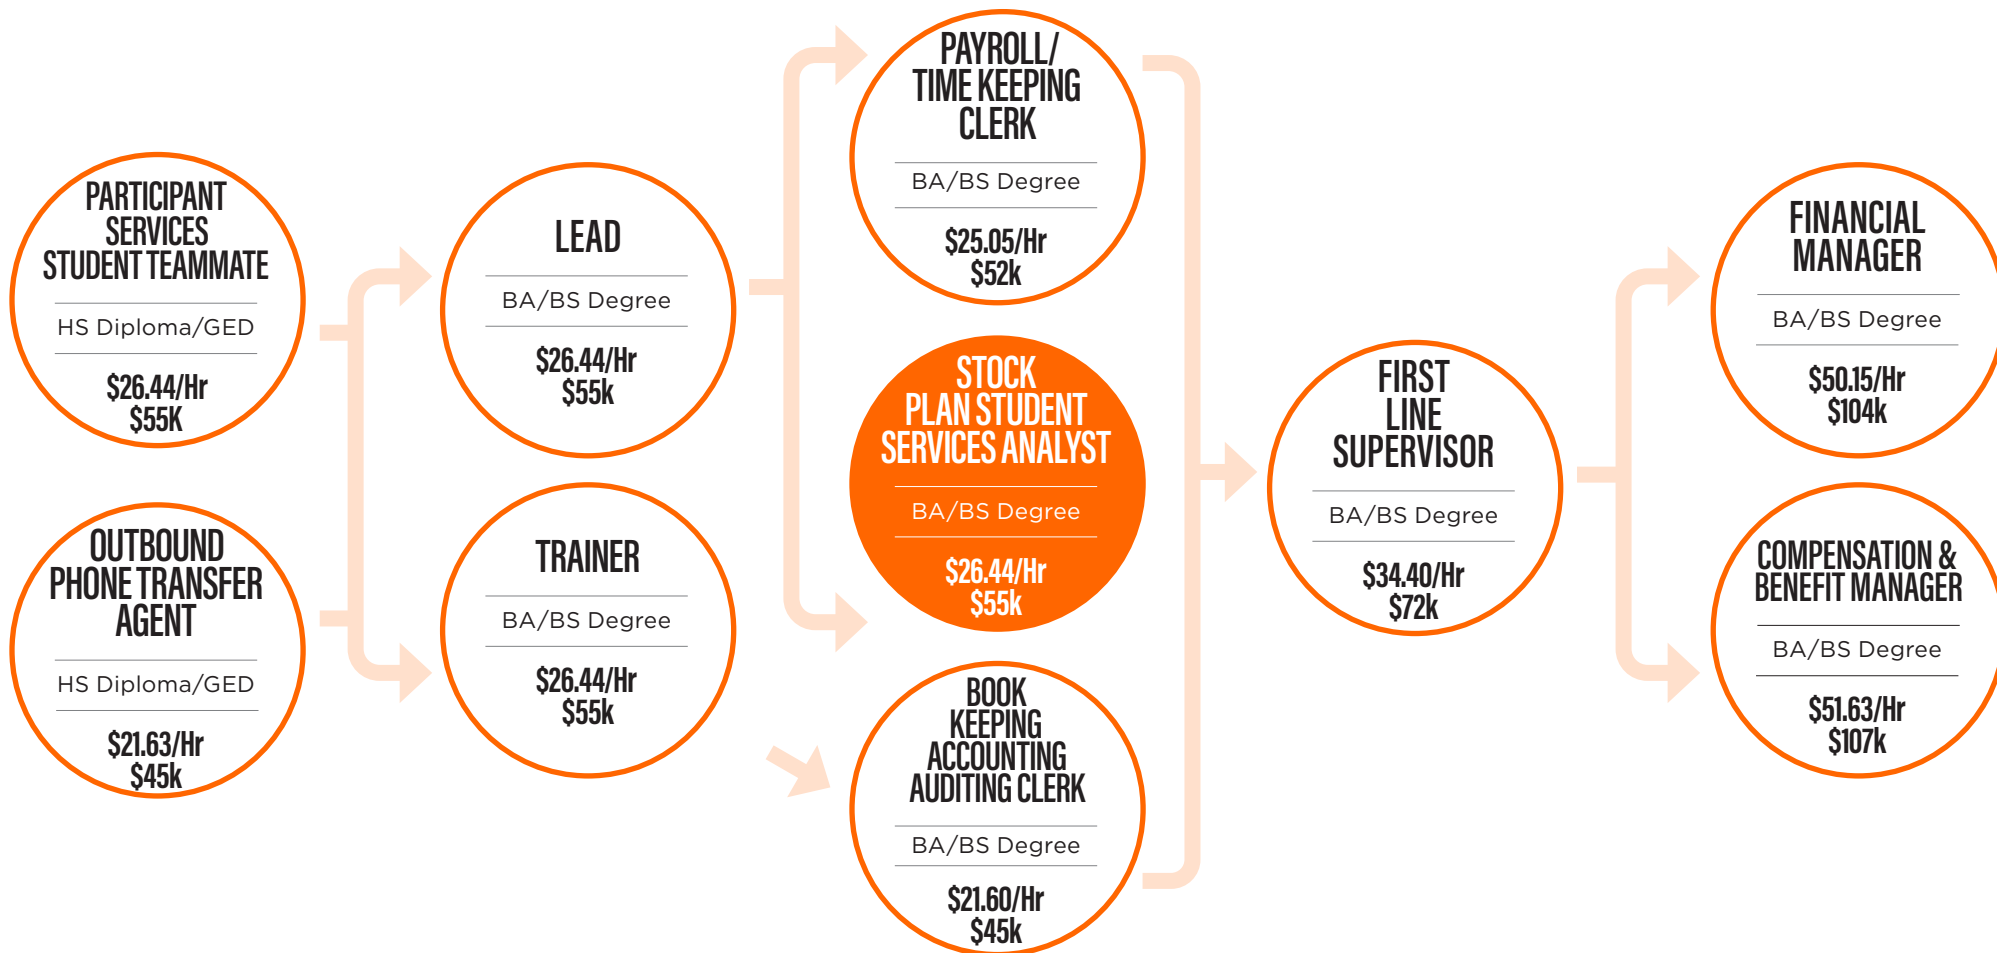 PARTICIPANT
SERVICES
STUDENT TEAMMATE
HS Diploma/GED
$26.44/Hr
$55K
OUTBOUND
PHONE TRANSFER
AGENT
HS Diploma/GED
$21.63/Hr
$45k
LEAD
BA/BS Degree
$26.44/Hr
$55k
TRAINER
BA/BS Degree
$26.44/Hr
$55k
PAYROLL/
TIME KEEPING
CLERK
BA/BS Degree
$25.05/Hr
$52k
STOCK
PLAN STUDENT
SERVICES ANALYST
BA/BS Degree
$26.44/Hr
$55k
BOOK
KEEPING
ACCOUNTING
AUDITING CLERK
BA/BS Degree
$21.60/Hr
$45k
FIRST
LINE
SUPERVISOR
BA/BS Degree
$34.40/Hr
$72k
FINANCIAL
MANAGER
BA/BS Degree
$50.15/Hr
$104k
COMPENSATION &
BENEFIT MANAGER
BA/BS Degree
$51.63/Hr
$107k